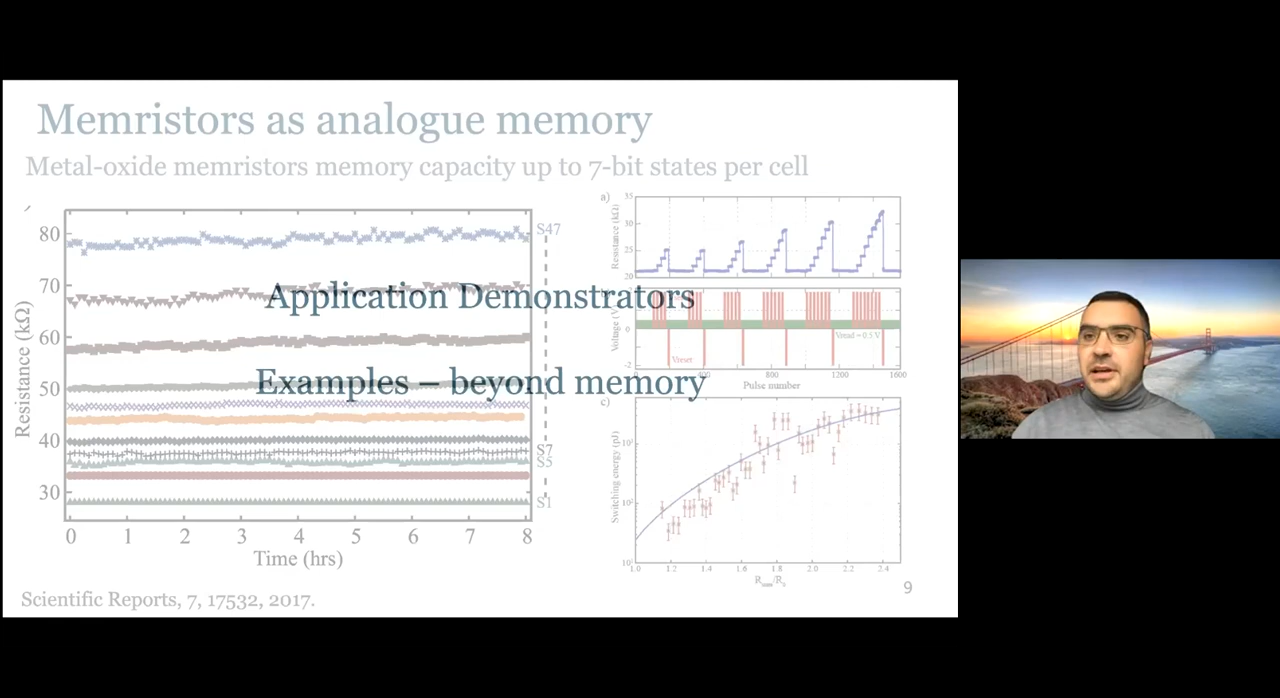 Memristors as analogue memory
Metal-oxide memristors memory capacity up to 7-bit states per cell
Application Demonstrators
Examples – beyond memory
Resistance (kΩ)
80
70
60
50
40
30
0 1 2 3 4 5 6 7 8
Time (hrs)
S47
S7
S5
S1
a)
Resistance (kΩ)
35
30
25
20
Voltage
0
-2
Vread = 0.5 V
Vreset
400 800 1200 1600
Pulse number
c)
Switching energy (pJ)
1.0 1.2 1.4 1.6 1.8 2.0 2.2 2.4
Scientific Reports, 7, 17532, 2017.
9